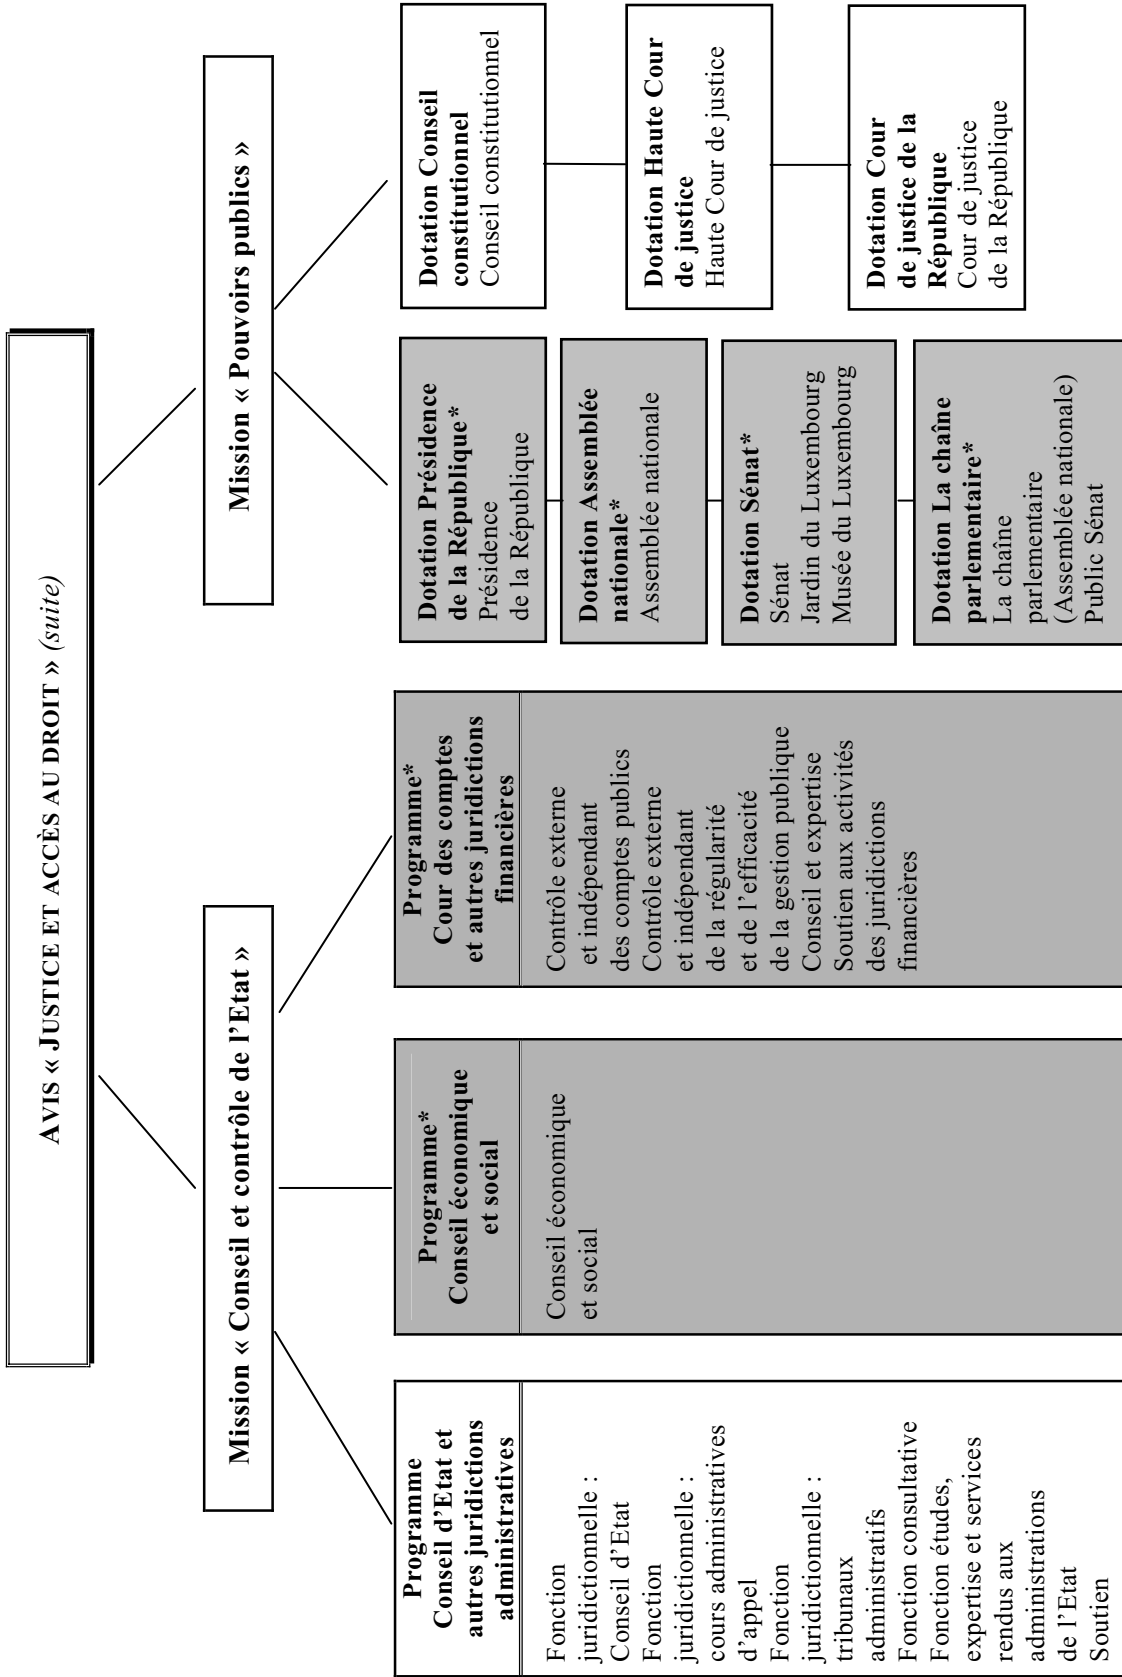 AVIS « JUSTICE ET ACCÈS AU DROIT » (suite)
Mission « Conseil et contrôle de l’Etat »
Mission « Pouvoirs publics »
Programme
Conseil d’Etat et
autres juridictions
administratives
Fonction
juridictionnelle :
Conseil d’Etat
Fonction
juridictionnelle :
cours administratives
d’appel
Fonction
juridictionnelle :
tribunaux
administratifs
Fonction consultative
Fonction études,
expertise et services
rendus aux
administrations
de l’Etat
Soutien
Programme*
Conseil économique
et social
Conseil économique
et social
Programme*
Cour des comptes
et autres juridictions
financières
Contrôle externe
et indépendant
des comptes publics
Contrôle externe
et indépendant
de la régularité
et de l’efficacité
de la gestion publique
Conseil et expertise
Soutien aux activités
des juridictions
financières
Dotation Présidence
de la République*
Présidence
de la République
Dotation Assemblée
nationale*
Assemblée nationale
Dotation Sénat*
Sénat
Jardin du Luxembourg
Musée du Luxembourg
Dotation La chaîne
parlementaire*
La chaîne
parlementaire
(Assemblée nationale)
Public Sénat
Dotation Conseil
constitutionnel
Conseil constitutionnel
Dotation Haute Cour
de justice
Haute Cour de justice
Dotation Cour
de justice de la
République
Cour de justice
de la République